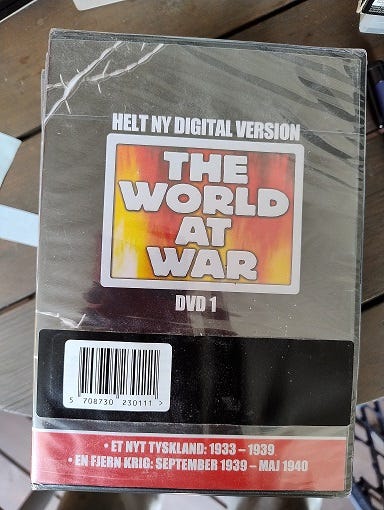 HELT NY DIGITAL VERSION
THE
WORLD
AT
WAR
DVD 1
5 708730 230111 >
• ET NYT TYSKLAND: 1933 – 1939
• EN FJERN KRIG: SEPTEMBER 1939 – MAJ 1940